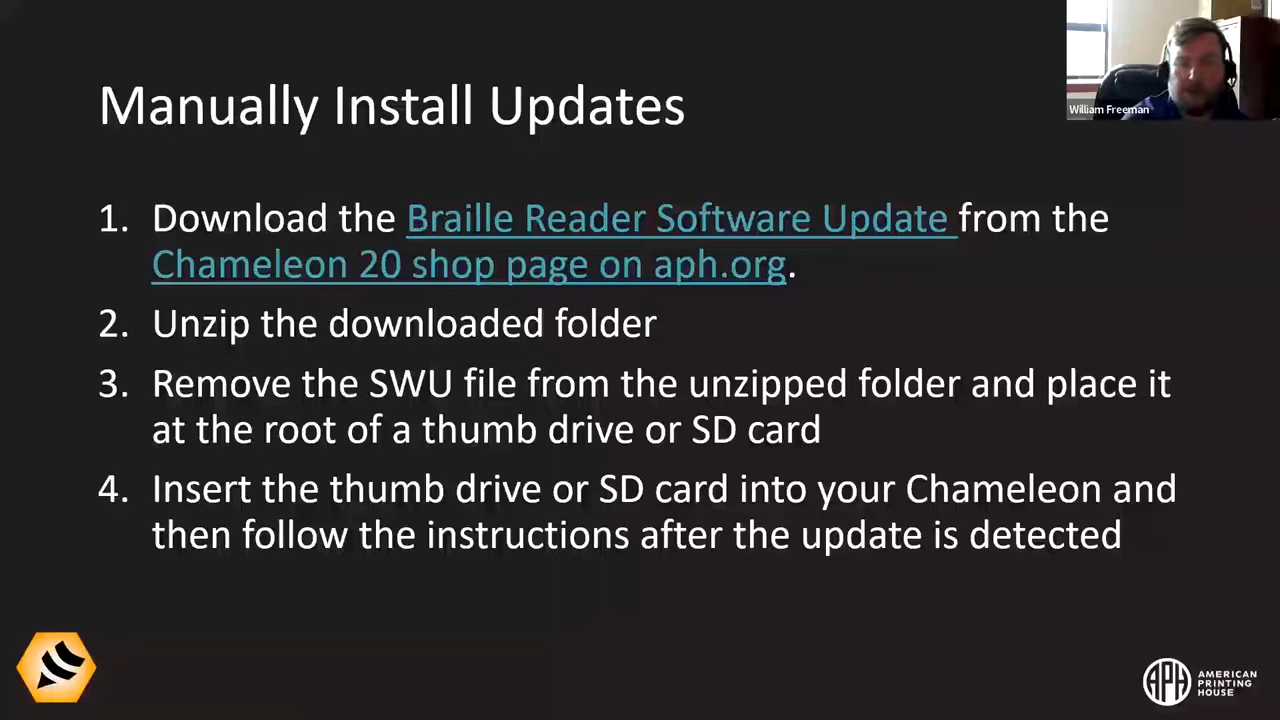 William Freeman
Manually Install Updates
1. Download the Braille Reader Software Update from the
Chameleon 20 shop page on aph.org.
2. Unzip the downloaded folder
3. Remove the SWU file from the unzipped folder and place it
at the root of a thumb drive or SD card
4. Insert the thumb drive or SD card into your Chameleon and
then follow the instructions after the update is detected
APH
AMERICAN
PRINTING
HOUSE